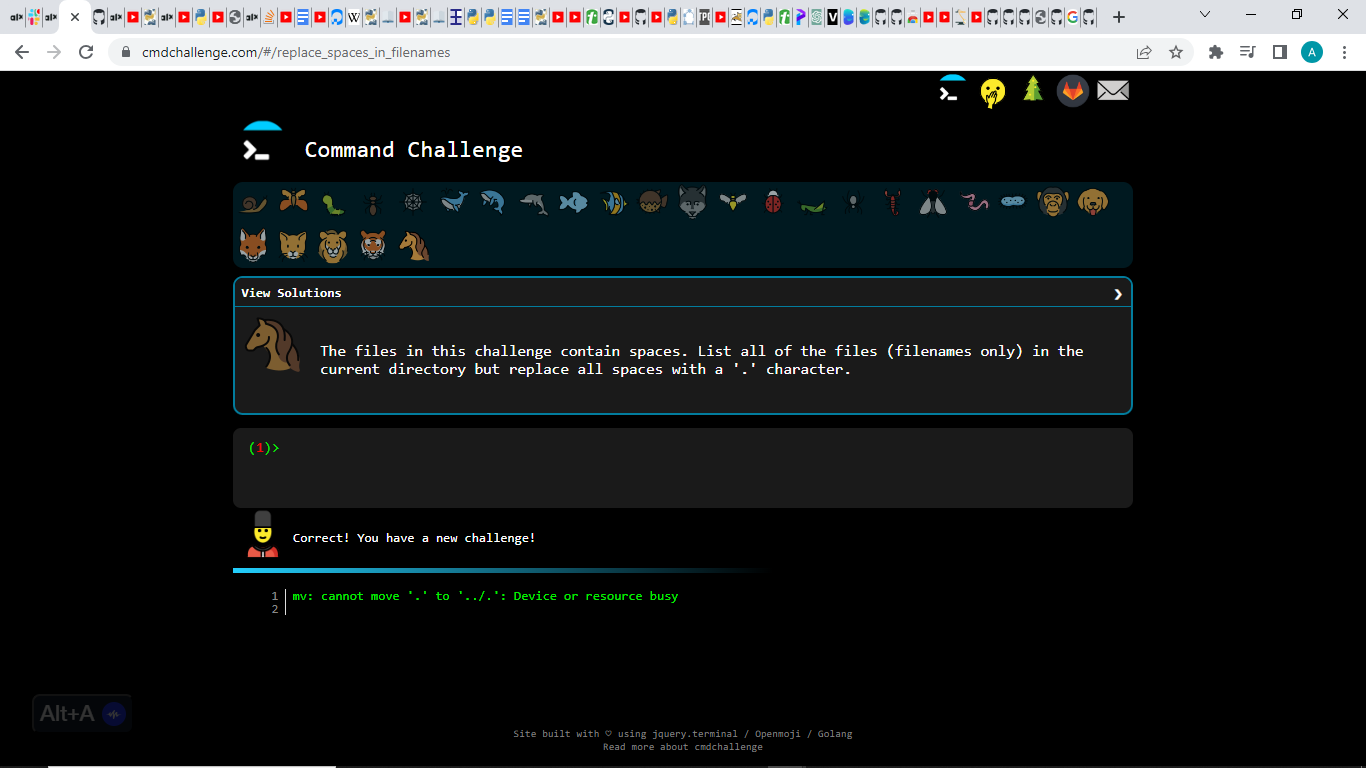 cmdchallenge.com/#/replace_spaces_in_filenames
A
Command Challenge
View Solutions
The files in this challenge contain spaces. List all of the files (filenames only) in the
current directory but replace all spaces with a '.' character.
(1)>
Correct! You have a new challenge!
1 mv: cannot move '.' to '../.': Device or resource busy
2
Alt+A
Site built with ♡ using jquery.terminal / Openmoji / Golang
Read more about cmdchallenge